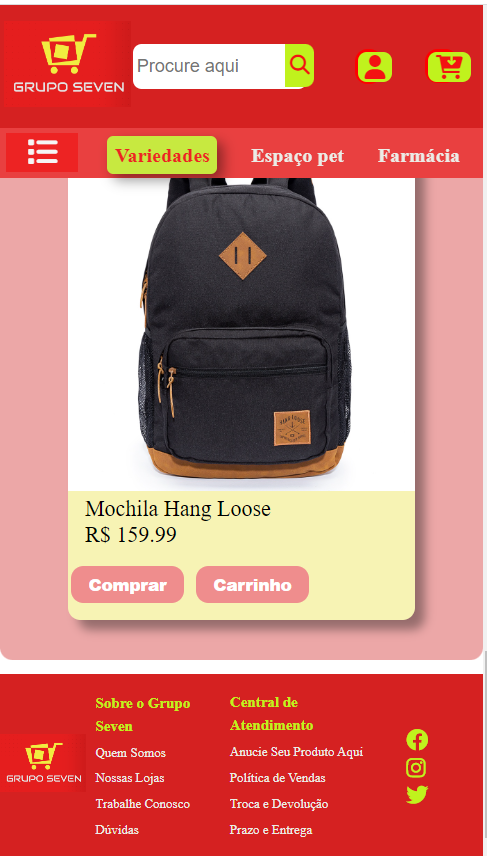 GRUPO SEVEN
Procure aqui
Variedades
Espaço pet
Farmácia
HANG LOOSE
Mochila Hang Loose
R$ 159.99
Comprar
Carrinho
GRUPO SEVEN
Sobre o Grupo
Seven
Quem Somos
Nossas Lojas
Trabalhe Conosco
Dúvidas
Central de
Atendimento
Anucie Seu Produto Aqui
Política de Vendas
Troca e Devolução
Prazo e Entrega